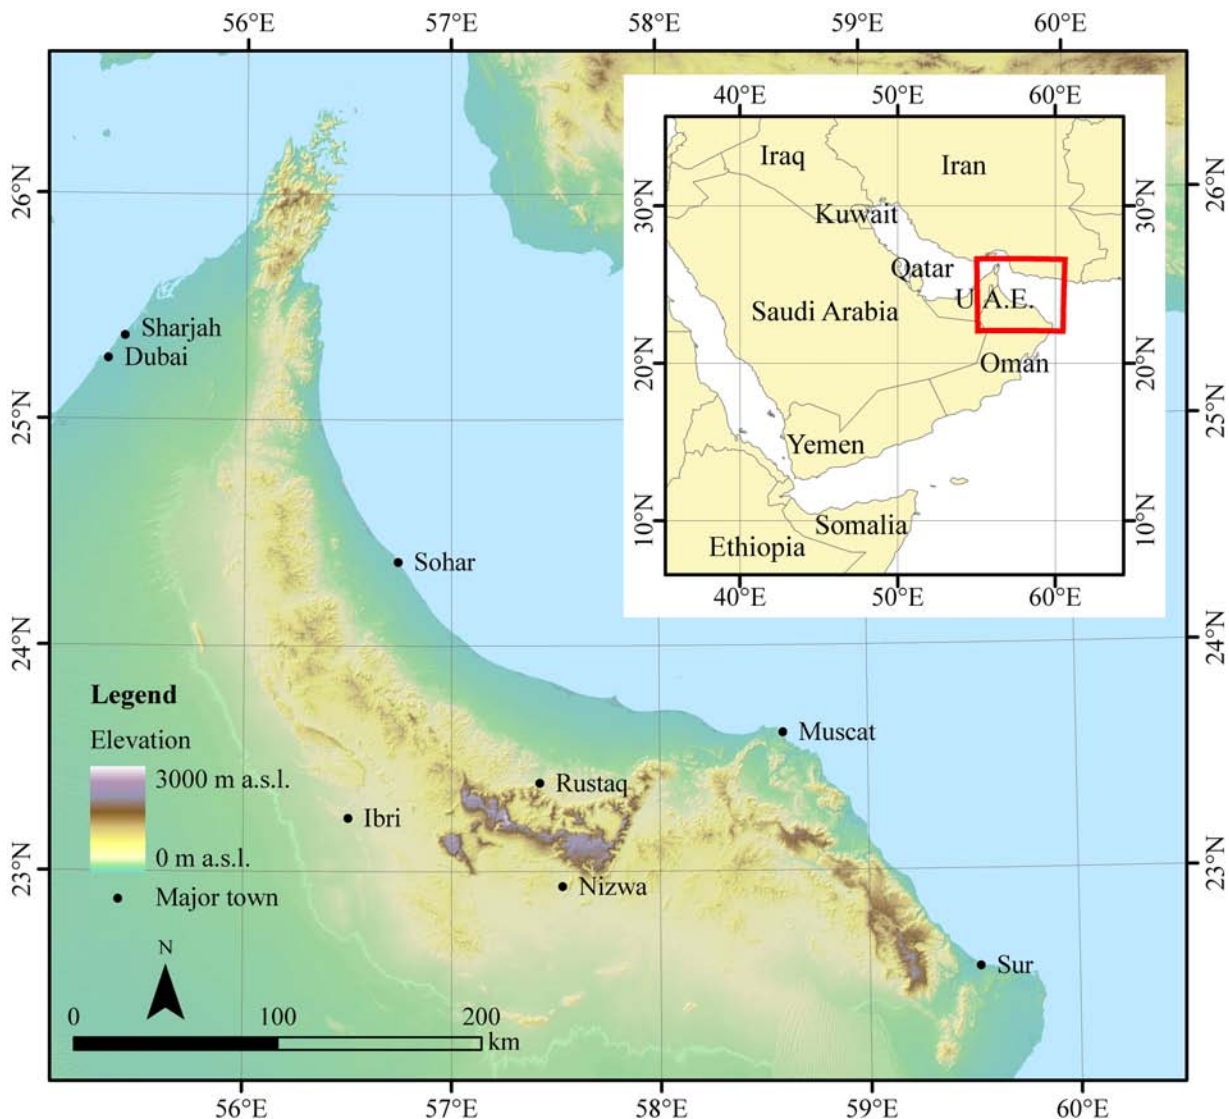 56°E
57°E
58°E
59°E
60°E
40°E
50°E
60°E
Iraq
Iran
26°N
26°N
30°N
30°N
Kuwait
Qatar
U.A.E.
Saudi Arabia
Sharjah
Dubai
Oman
20°N
20°N
25°N
25°N
Yemen
10°N
10°N
Somalia
Ethiopia
Sohar
40°E
50°E
60°E
24°N
24°N
Legend
Elevation
Muscat
3000 m a.s.l.
Rustaq
Ibri
0 m a.s.l.
23°N
23°N
Nizwa
Major town
N
Sur
0
100
200
km
56°E
57°E
58°E
59°E
60°E